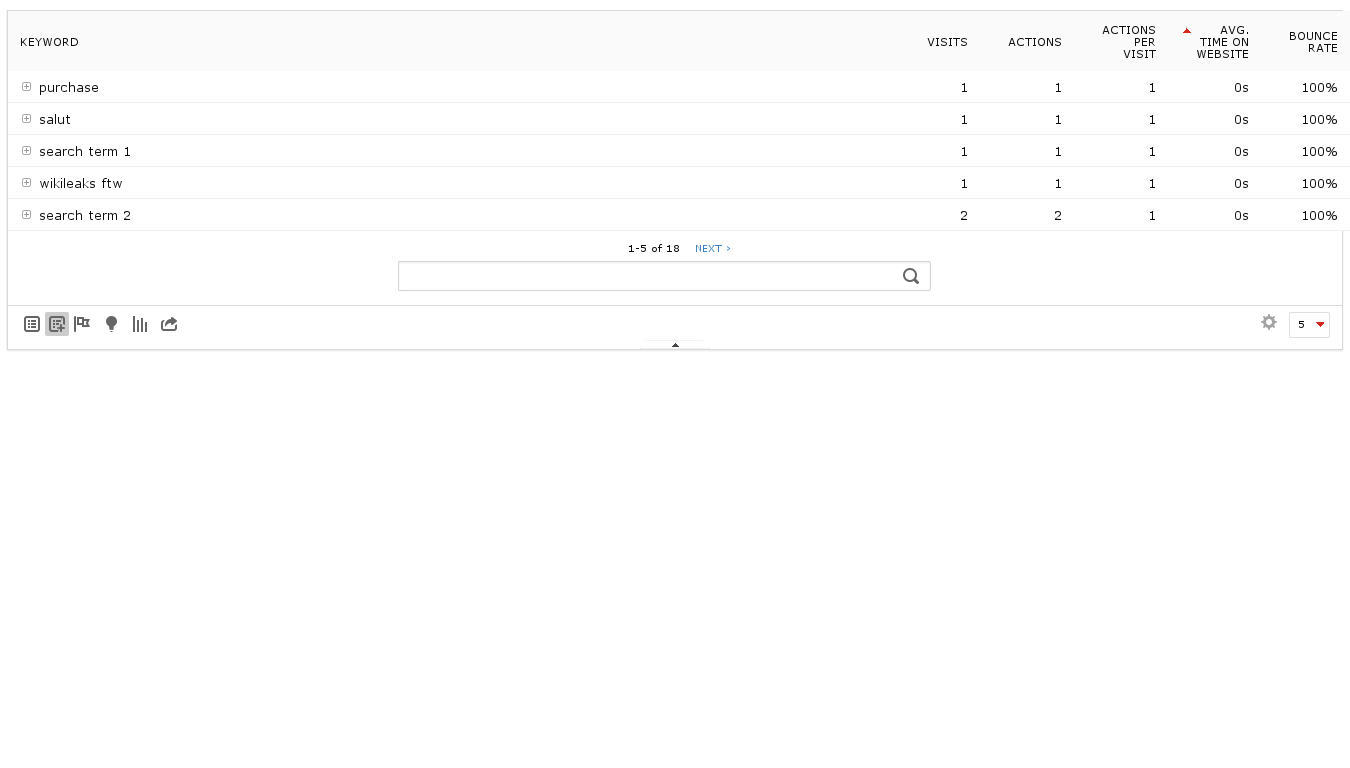 KEYWORD VISITS ACTIONS ACTIONS PER VISIT AVG. TIME ON WEBSITE BOUNCE RATE
purchase 1 1 1 0s 100%
salut 1 1 1 0s 100%
search term 1 1 1 1 0s 100%
wikileaks ftw 1 1 1 0s 100%
search term 2 2 2 1 0s 100%
1-5 of 18 NEXT ›
5